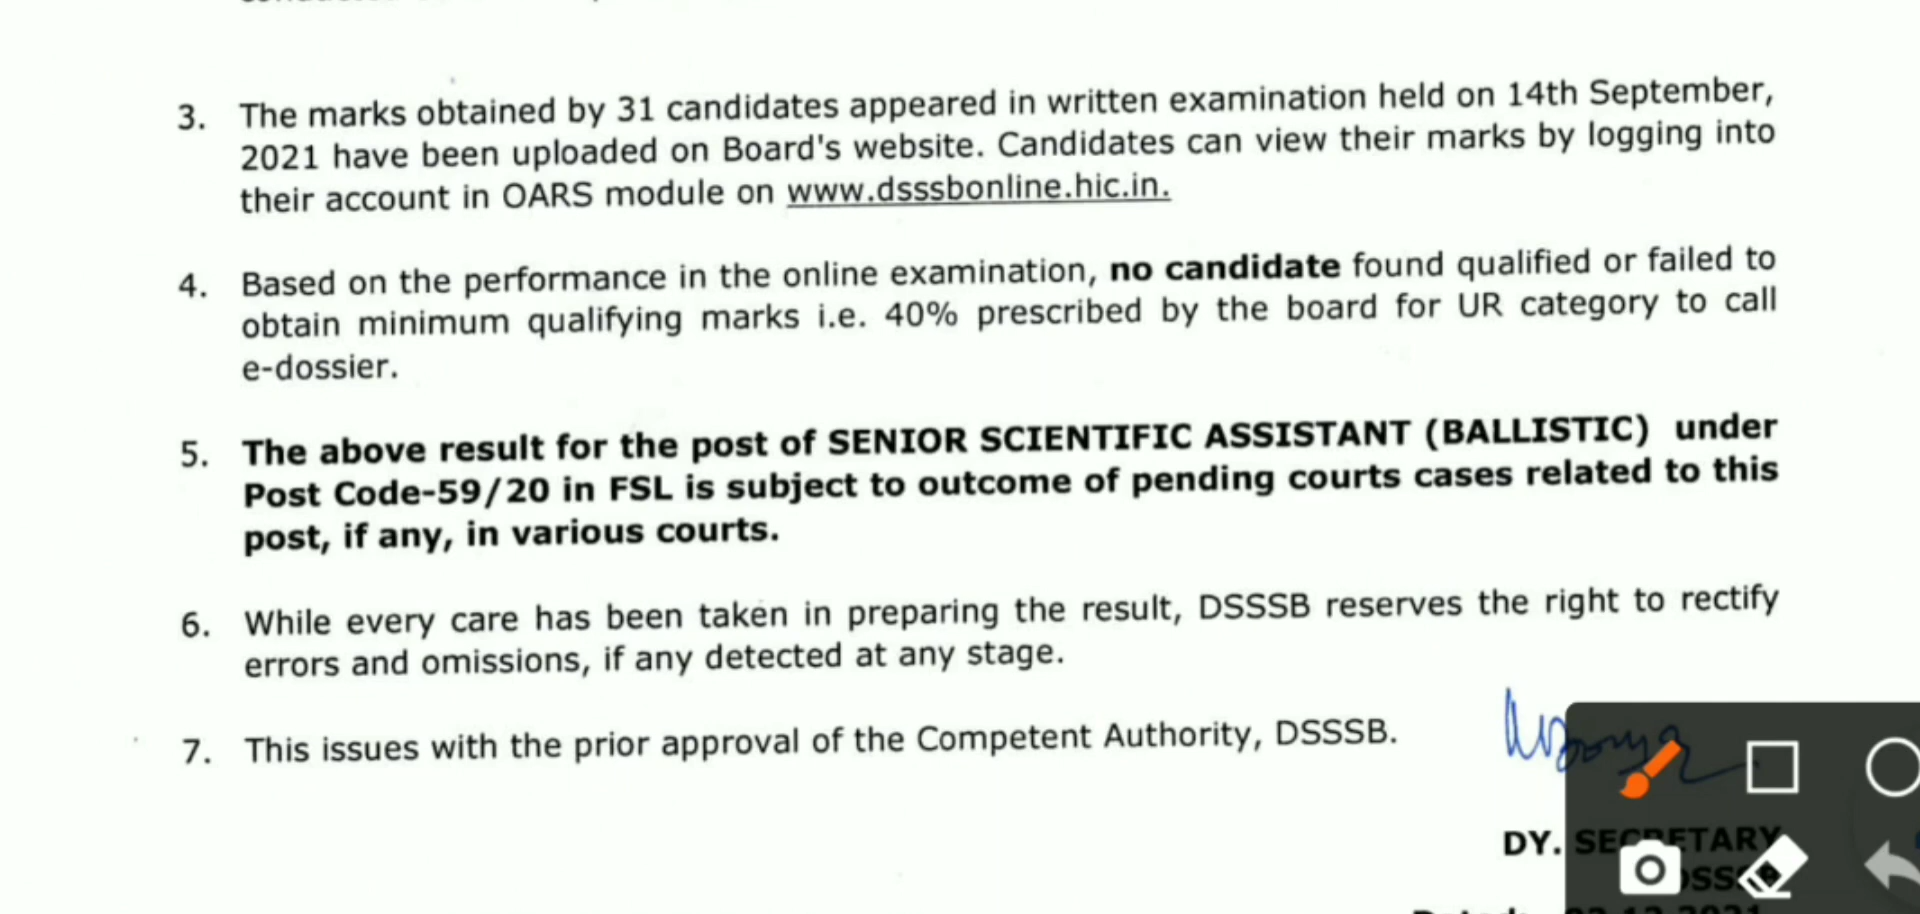 3. The marks obtained by 31 candidates appeared in written examination held on 14th September,
2021 have been uploaded on Board's website. Candidates can view their marks by logging into
their account in OARS module on www.dsssbonline.hic.in.
4. Based on the performance in the online examination, no candidate found qualified or failed to
obtain minimum qualifying marks i.e. 40% prescribed by the board for UR category to call
e-dossier.
5. The above result for the post of SENIOR SCIENTIFIC ASSISTANT (BALLISTIC) under
Post Code-59/20 in FSL is subject to outcome of pending courts cases related to this
post, if any, in various courts.
6. While every care has been taken in preparing the result, DSSSB reserves the right to rectify
errors and omissions, if any detected at any stage.
7. This issues with the prior approval of the Competent Authority, DSSSB.
DY. SECRETARY